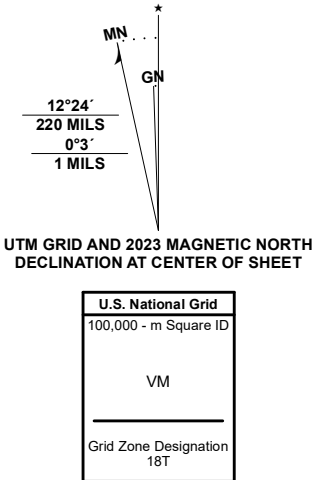 ★
MN
GN
12°24´
220 MILS
0°3´
1 MILS
UTM GRID AND 2023 MAGNETIC NORTH
DECLINATION AT CENTER OF SHEET
U.S. National Grid
100,000 - m Square ID
VM
Grid Zone Designation
18T